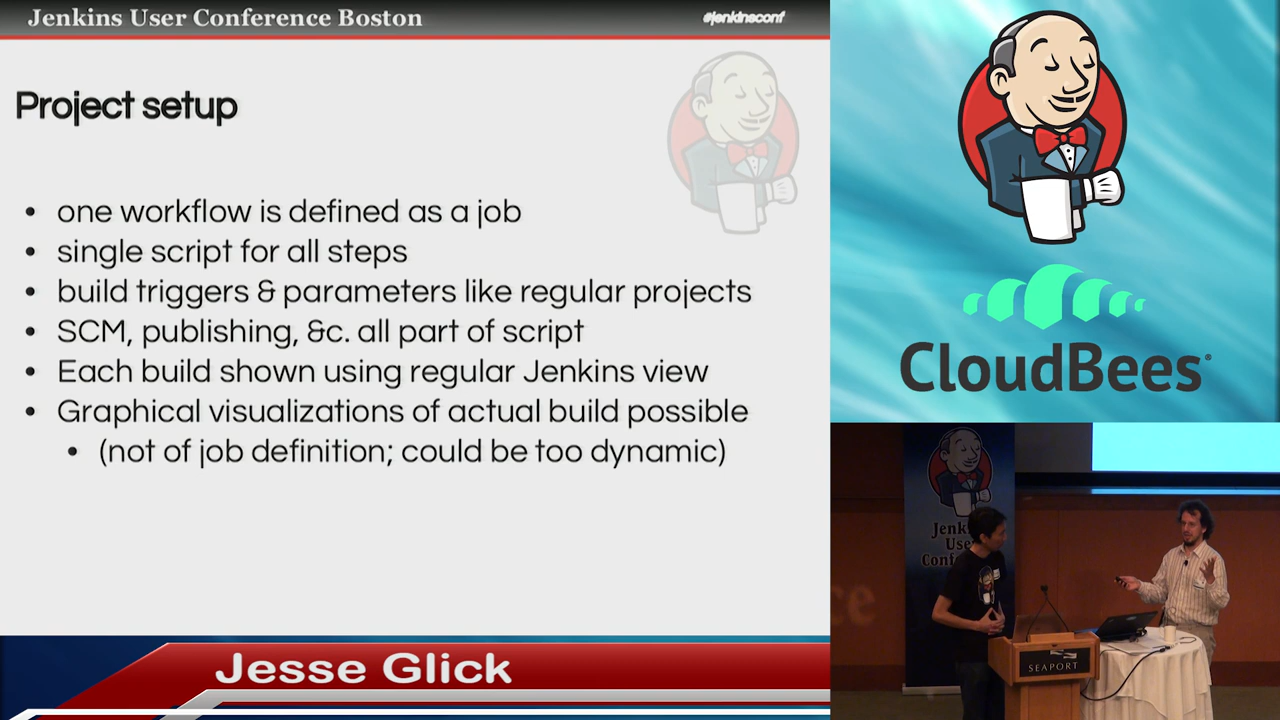 Jenkins User Conference Boston
#jenkinsconf
Project setup
• one workflow is defined as a job
• single script for all steps
• build triggers & parameters like regular projects
• SCM, publishing, &c. all part of script
• Each build shown using regular Jenkins view
• Graphical visualizations of actual build possible
• (not of job definition; could be too dynamic)
Jesse Glick
CloudBees
SEAPORT